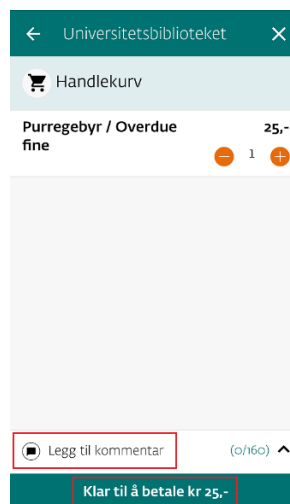 Universitetsbiblioteket
Handlekurv
Purregebyr / Overdue 25,-
fine
1
Legg til kommentar (0/160)
Klar til å betale kr 25,-